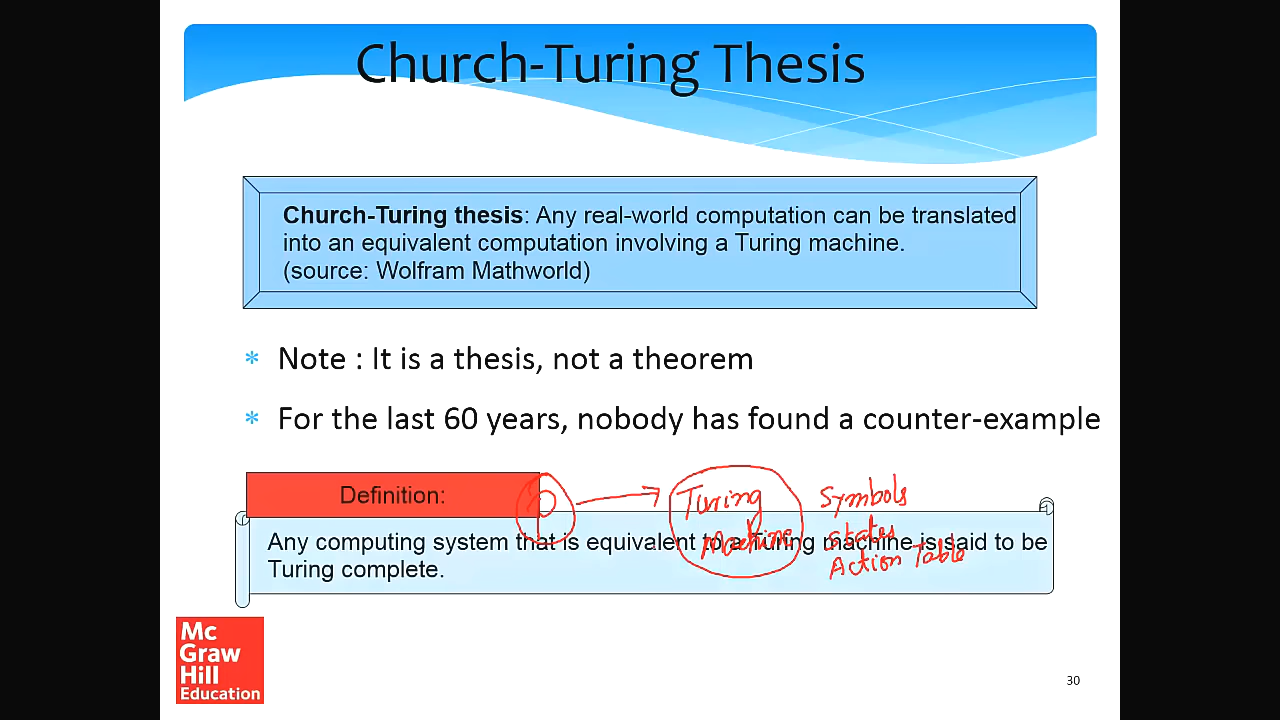 Church-Turing Thesis
Church-Turing thesis: Any real-world computation can be translated
into an equivalent computation involving a Turing machine.
(source: Wolfram Mathworld)
* Note : It is a thesis, not a theorem
* For the last 60 years, nobody has found a counter-example
Definition:
P
Turing
Machine
Symbols
States
Action Table
Any computing system that is equivalent to a Turing machine is said to be
Turing complete.
Mc
Graw
Hill
Education
30